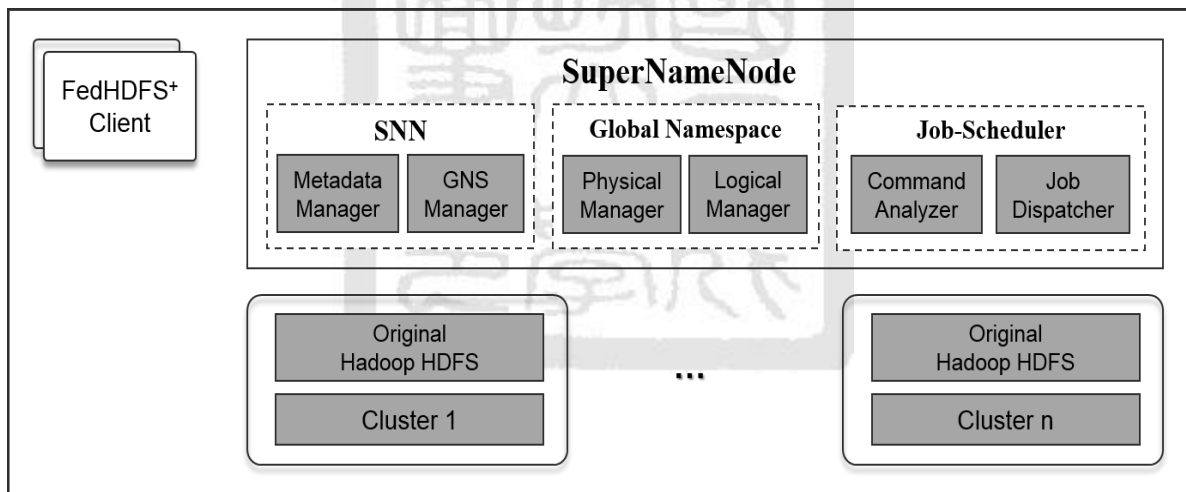 FedHDFS+
Client
SuperNameNode
SNN
Metadata
Manager
GNS
Manager
Global Namespace
Physical
Manager
Logical
Manager
Job-Scheduler
Command
Analyzer
Job
Dispatcher
Original
Hadoop HDFS
Cluster 1
...
Original
Hadoop HDFS
Cluster n